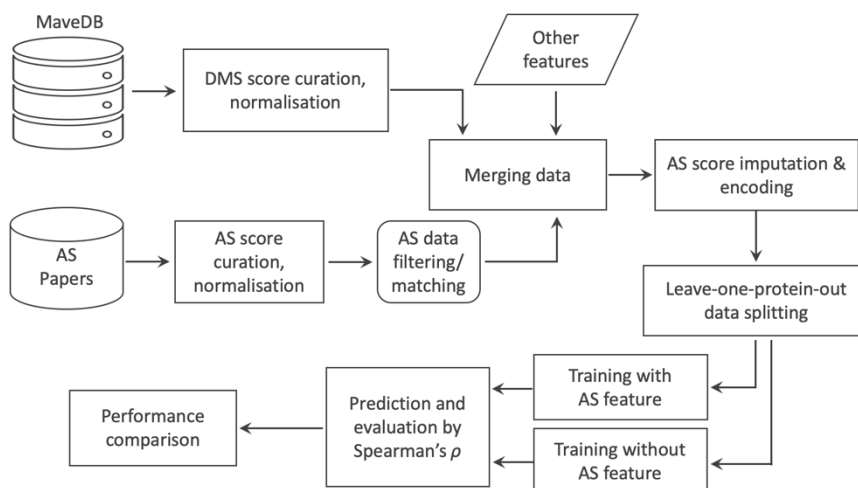 MaveDB
DMS score curation,
normalisation
Other
features
Merging data
AS score imputation &
encoding
AS
Papers
AS score
curation,
normalisation
AS data
filtering/
matching
Leave-one-protein-out
data splitting
Training with
AS feature
Prediction and
evaluation by
Spearman's ρ
Performance
comparison
Training without
AS feature